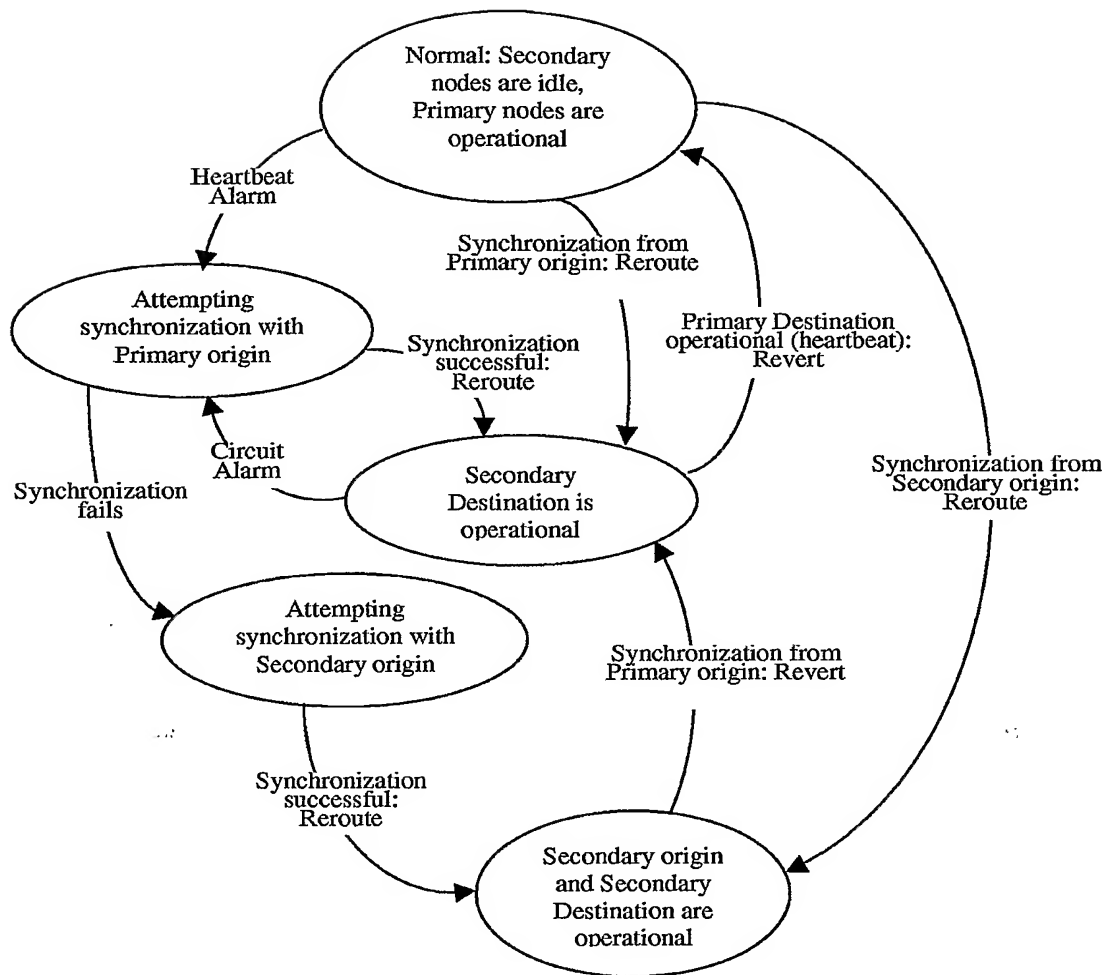 Normal: Secondary
nodes are idle,
Primary nodes are
operational
Heartbeat
Alarm
Synchronization from
Primary origin: Reroute
Attempting
synchronization with
Primary origin
Primary Destination
operational (heartbeat):
Revert
Synchronization
successful:
Reroute
Circuit
Alarm
Synchronization from
Secondary origin:
Reroute
Synchronization
fails
Secondary
Destination is
operational
Attempting
synchronization with
Secondary origin
Synchronization from
Primary origin: Revert
Synchronization
successful:
Reroute
Secondary origin
and Secondary
Destination are
operational